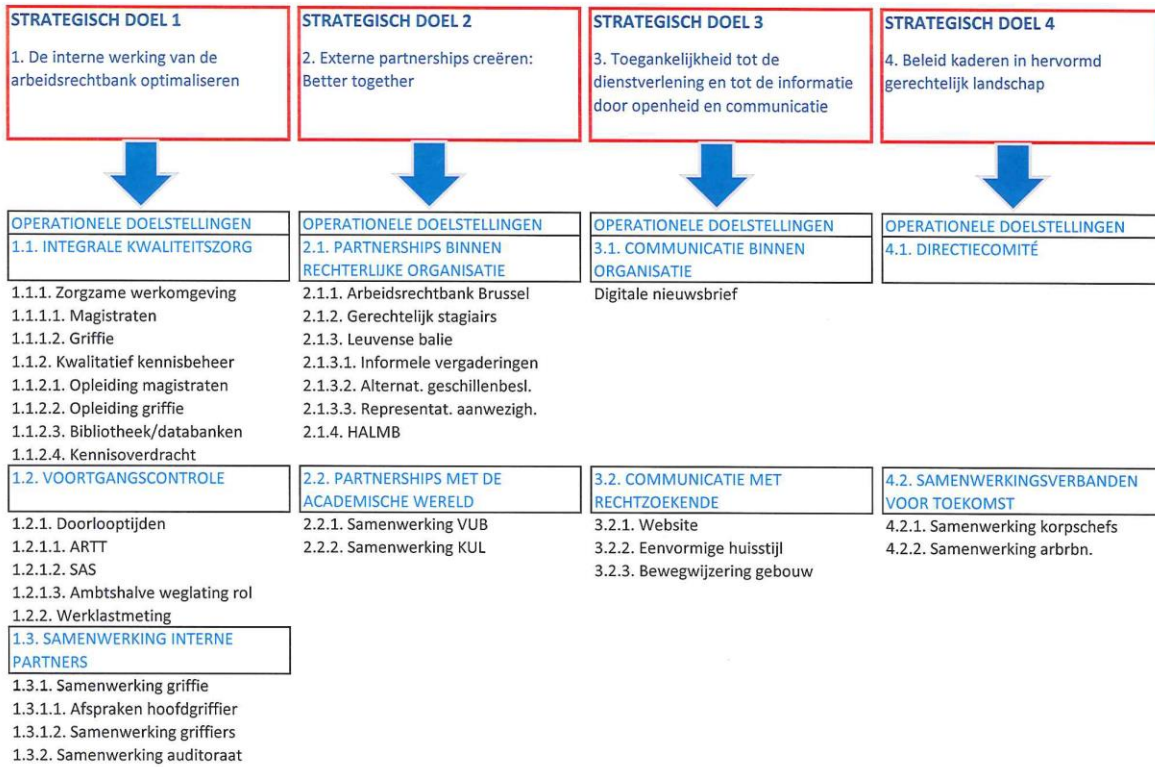 STRATEGISCH DOEL 1
1. De interne werking van de
arbeidsrechtbank optimaliseren
STRATEGISCH DOEL 2
2. Externe partnerships creëren:
Better together
STRATEGISCH DOEL 3
3. Toegankelijkheid tot de
dienstverlening en tot de informatie
door openheid en communicatie
STRATEGISCH DOEL 4
4. Beleid kaderen in hervormd
gerechtelijk landschap
OPERATIONELE DOELSTELLINGEN
1.1. INTEGRALE KWALITEITSZORG
1.1.1. Zorgzame werkomgeving
1.1.1.1. Magistraten
1.1.1.2. Griffie
1.1.2. Kwalitatief kennisbeheer
1.1.2.1. Opleiding magistraten
1.1.2.2. Opleiding griffie
1.1.2.3. Bibliotheek/databanken
1.1.2.4. Kennisoverdracht
1.2. VOORTGANGSCONTROLE
1.2.1. Doorlooptijden
1.2.1.1. ARTT
1.2.1.2. SAS
1.2.1.3. Ambtshalve weglating rol
1.2.2. Werklastmeting
1.3. SAMENWERKING INTERNE
PARTNERS
1.3.1. Samenwerking griffie
1.3.1.1. Afspraken hoofdgriffier
1.3.1.2. Samenwerking griffiers
1.3.2. Samenwerking auditoraat
OPERATIONELE DOELSTELLINGEN
2.1. PARTNERSHIPS BINNEN
RECHTERLIJKE ORGANISATIE
2.1.1. Arbeidsrechtbank Brussel
2.1.2. Gerechtelijk stagiairs
2.1.3. Leuvense balie
2.1.3.1. Informele vergaderingen
2.1.3.2. Alternat. geschillenbesl.
2.1.3.3. Representat. aanwezigh.
2.1.4. HALMB
2.2. PARTNERSHIPS MET DE
ACADEMISCHE WERELD
2.2.1. Samenwerking VUB
2.2.2. Samenwerking KUL
OPERATIONELE DOELSTELLINGEN
3.1. COMMUNICATIE BINNEN
ORGANISATIE
Digitale nieuwsbrief
3.2. COMMUNICATIE MET
RECHTZOEKENDE
3.2.1. Website
3.2.2. Eenvormige huisstijl
3.2.3. Bewegwijzering gebouw
OPERATIONELE DOELSTELLINGEN
4.1. DIRECTIECOMITÉ
4.2. SAMENWERKINGSVERBANDEN
VOOR TOEKOMST
4.2.1. Samenwerking korpschefs
4.2.2. Samenwerking arbrbn.